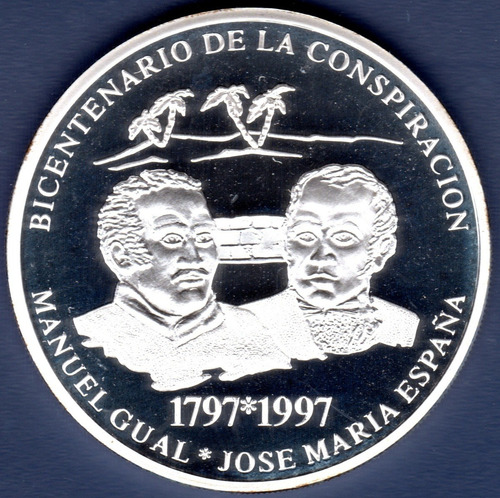 BICENTENARIO DE LA CONSPIRACION
1797*1997
MANUEL GUAL * JOSE MARIA ESPAÑA